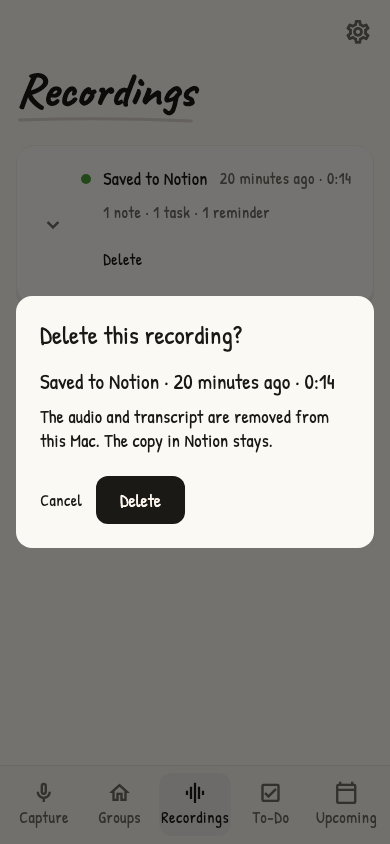 Recordings
Saved to Notion 20 minutes ago · 0:14
1 note · 1 task · 1 reminder
Delete
Delete this recording?
Saved to Notion · 20 minutes ago · 0:14
The audio and transcript are removed from
this Mac. The copy in Notion stays.
Cancel Delete
Capture Groups Recordings To-Do Upcoming